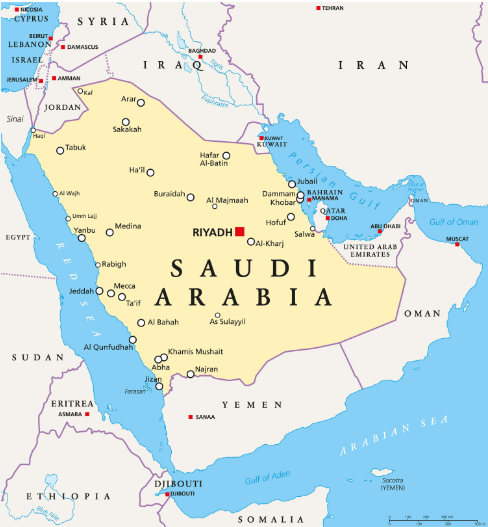 NICOSIA
CYPRUS
SYRIA
TEHRAN
BEIRUT
LEBANON
DAMASCUS
BAGHDAD
ISRAEL
IRAQ
Tigris
IRAN
JERUSALEM
AMMAN
Kaf
Euphrates
JORDAN
Arar
Sinai
Sakakah
Haql
KUWAIT
KUWAIT
Tabuk
Hafar
Al-Batin
Persian Gulf
Ha'il
Jubail
Al Wajh
Buraidah
Dammam
BAHRAIN
Khobar
MANAMA
OMAN
Al Majmaah
QATAR
DOHA
Umm Lajj
Hofuf
Gulf of Oman
Yanbu
Medina
RIYADH
Salwa
ABU DHABI
EGYPT
Al-Kharj
MUSCAT
UNITED ARAB
EMIRATES
RED SEA
Rabigh
SAUDI
ARABIA
Jeddah
Mecca
Ta'if
OMAN
Al Bahah
As Sulayyil
Al Qunfudhah
SUDAN
Khamis Mushait
Abha
Najran
Jizan
Farasan
ERITREA
ASMARA
YEMEN
SANAA
ARABIAN SEA
DJIBOUTI
DJIBOUTI
Gulf of Aden
Socotra
(YEMEN)
ETHIOPIA
Blue Nile
SOMALIA